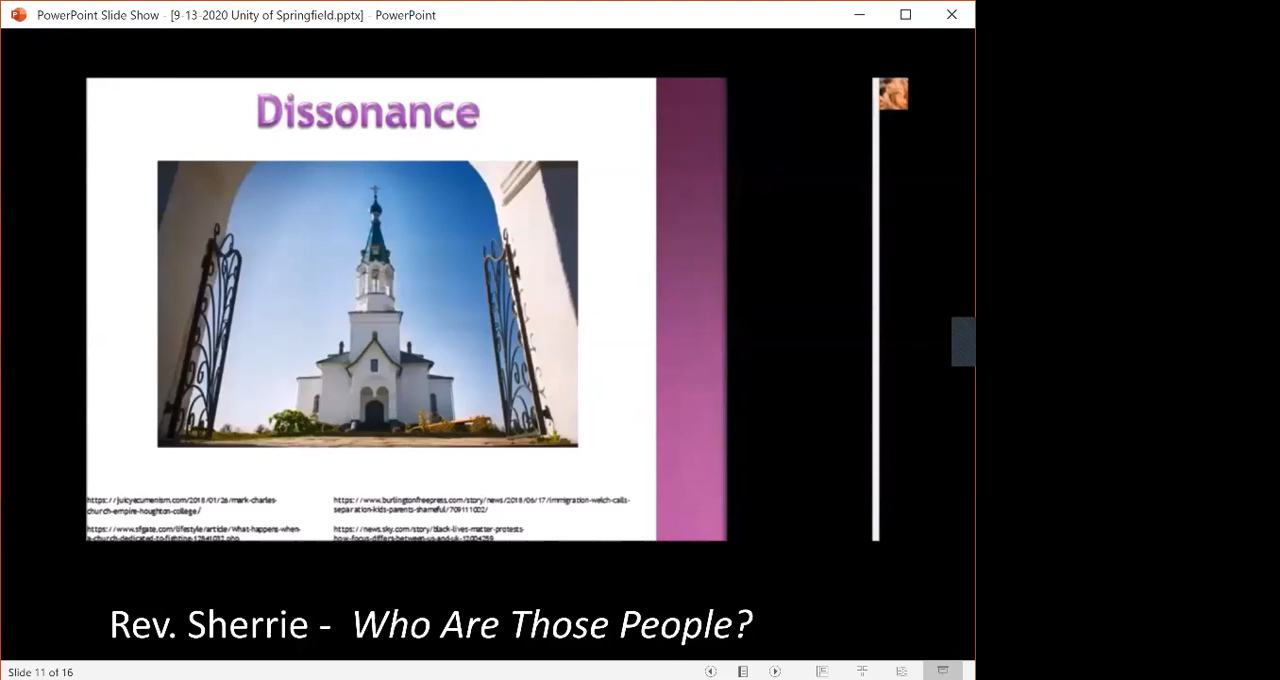 PowerPoint Slide Show - [9-13-2020 Unity of Springfield.pptx] - PowerPoint
Dissonance
https://juicyecumenism.com/2018/01/26/mark-charles-
church-empire-houghton-college/
https://www.burlingtonfreepress.com/story/news/2018/06/17/immigration-welch-calls-
separation-kids-parents-shameful/709111002/
https://www.sfgate.com/lifestyle/article/What-happens-when-
a-church-dedicated-to-fighting-12841032.php
https://news.sky.com/story/black-lives-matter-protests-
how-focus-differs-between-us-and-uk-12004259
Rev. Sherrie - Who Are Those People?
Slide 11 of 16